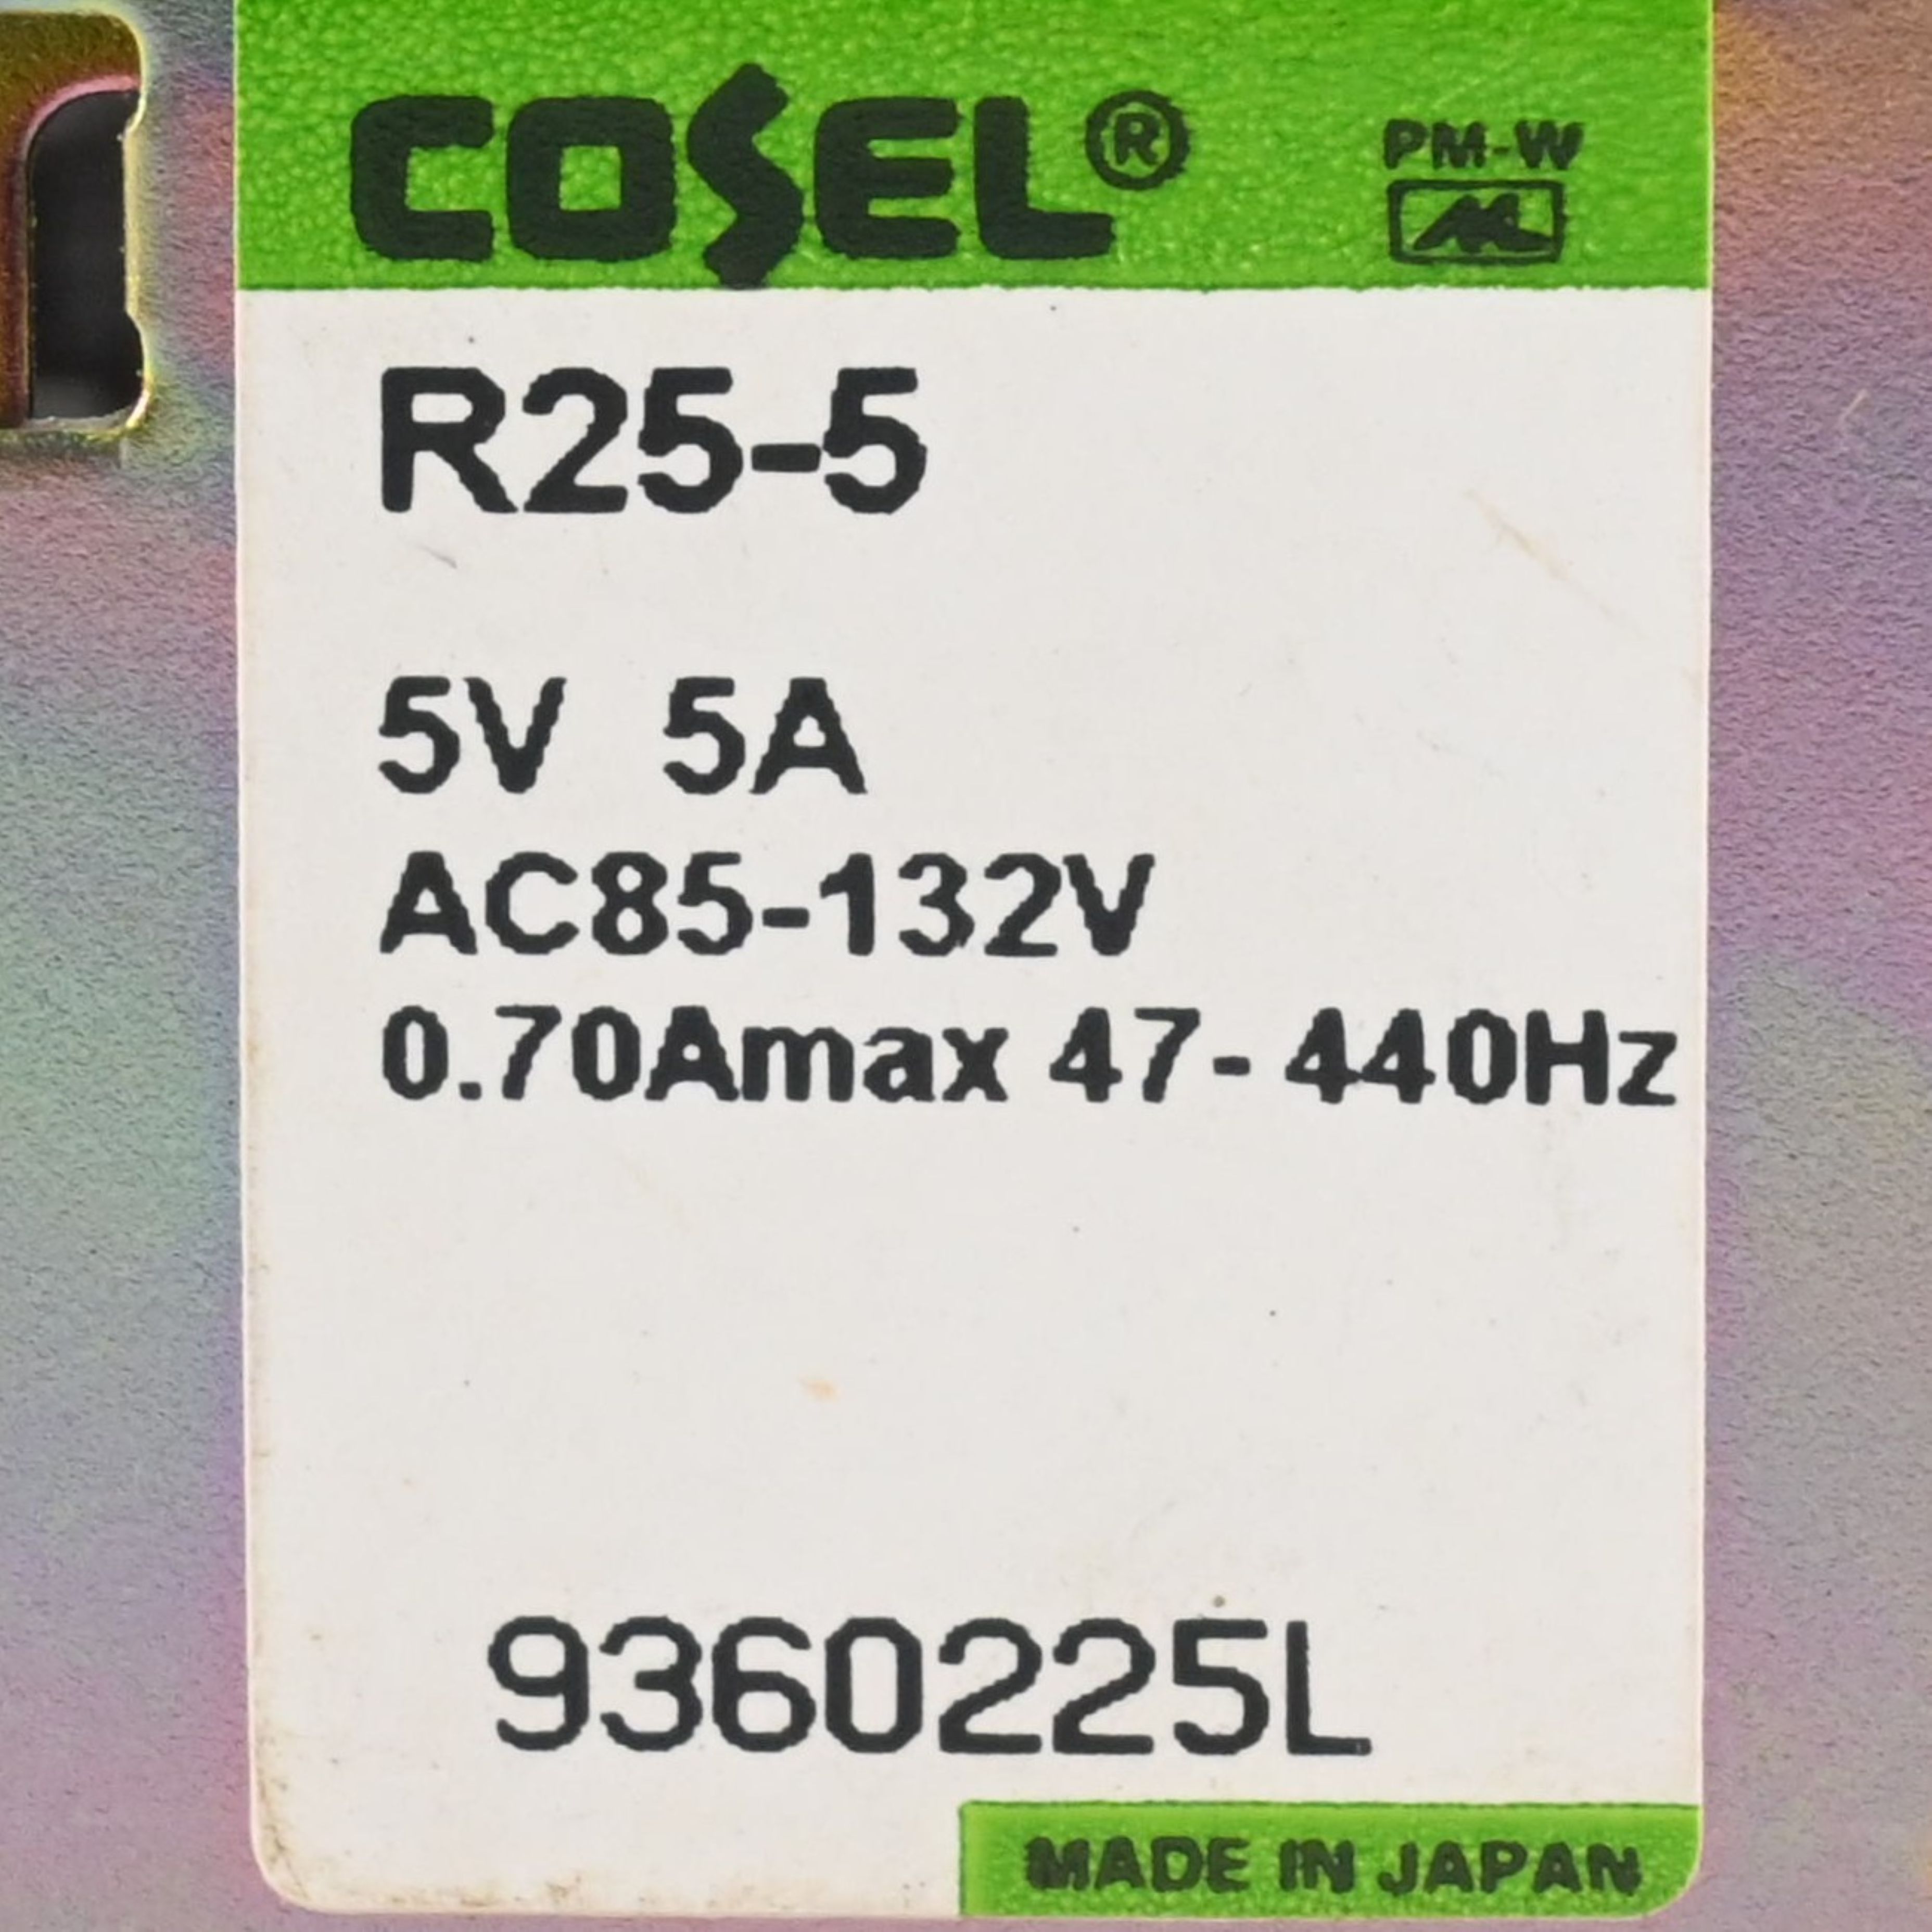 COSEL®
PM-W
R25-5
5V 5A
AC85-132V
0.70Amax 47-440Hz
9360225L
MADE IN JAPAN